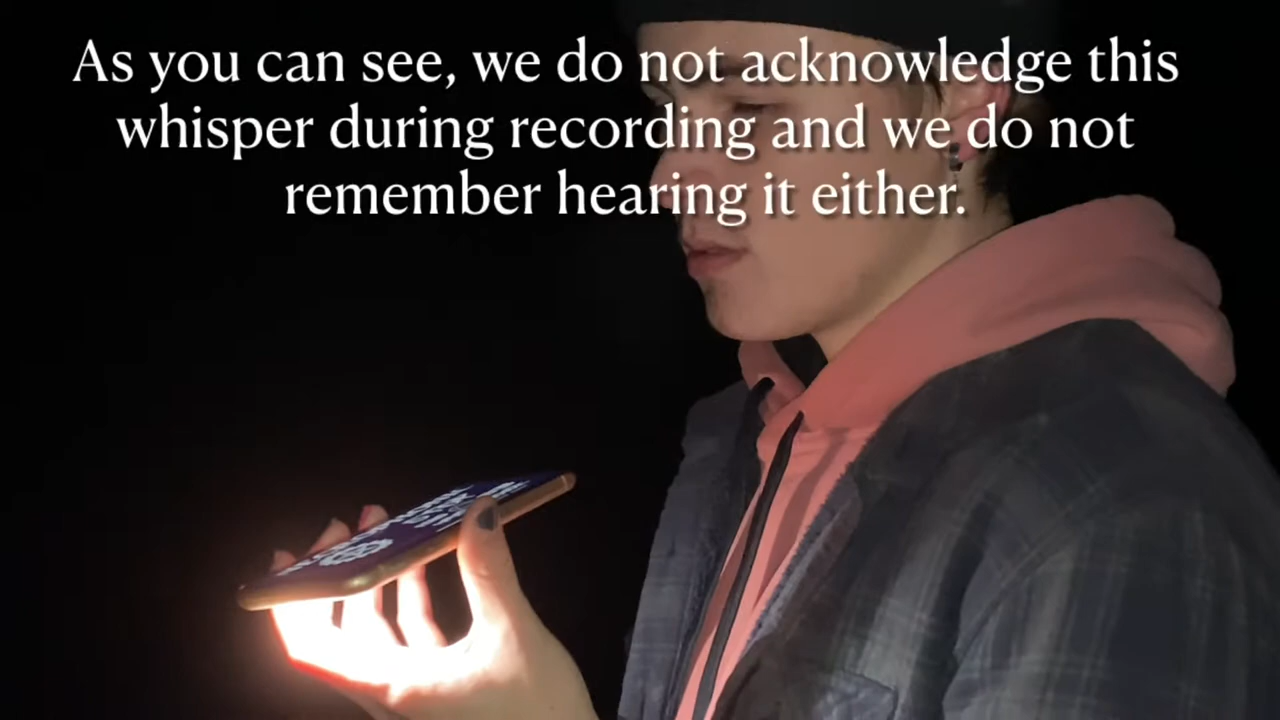 As you can see, we do not acknowledge this
whisper during recording and we do not
remember hearing it either.